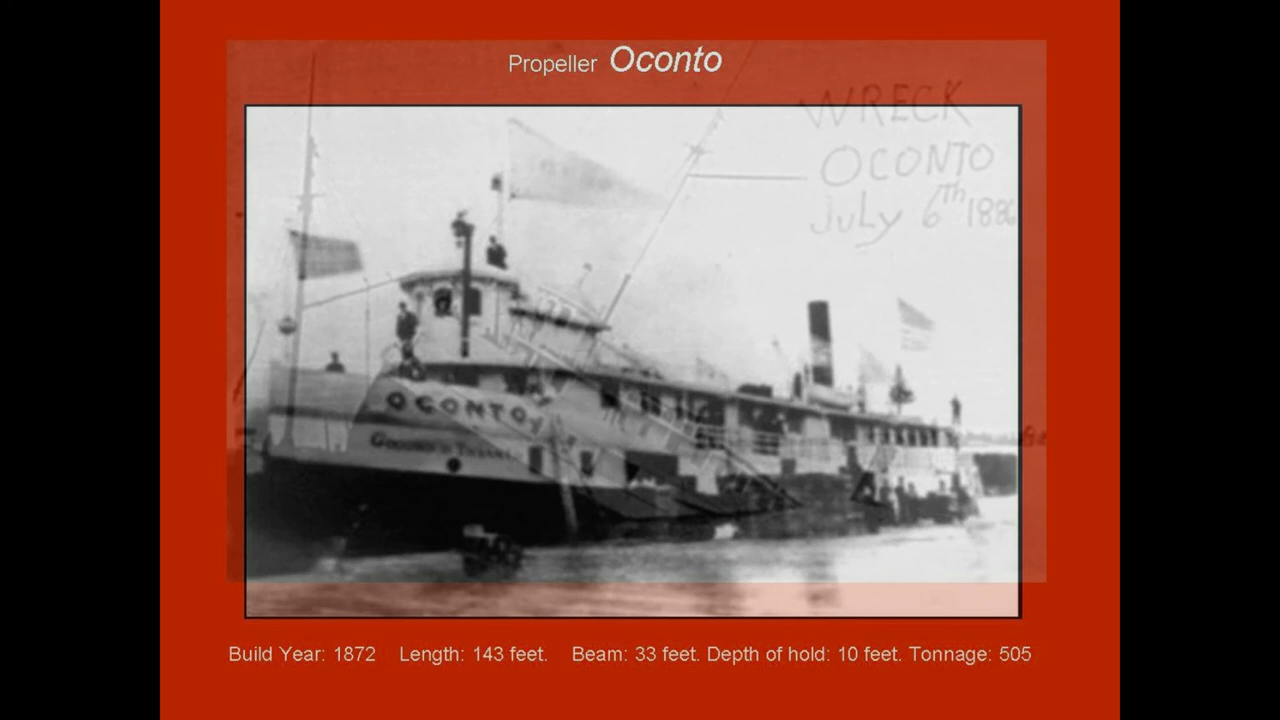 Propeller Oconto
WRECK
OCONTO
JULY 6th 1886
OCONTO
Build Year: 1872 Length: 143 feet. Beam: 33 feet. Depth of hold: 10 feet. Tonnage: 505